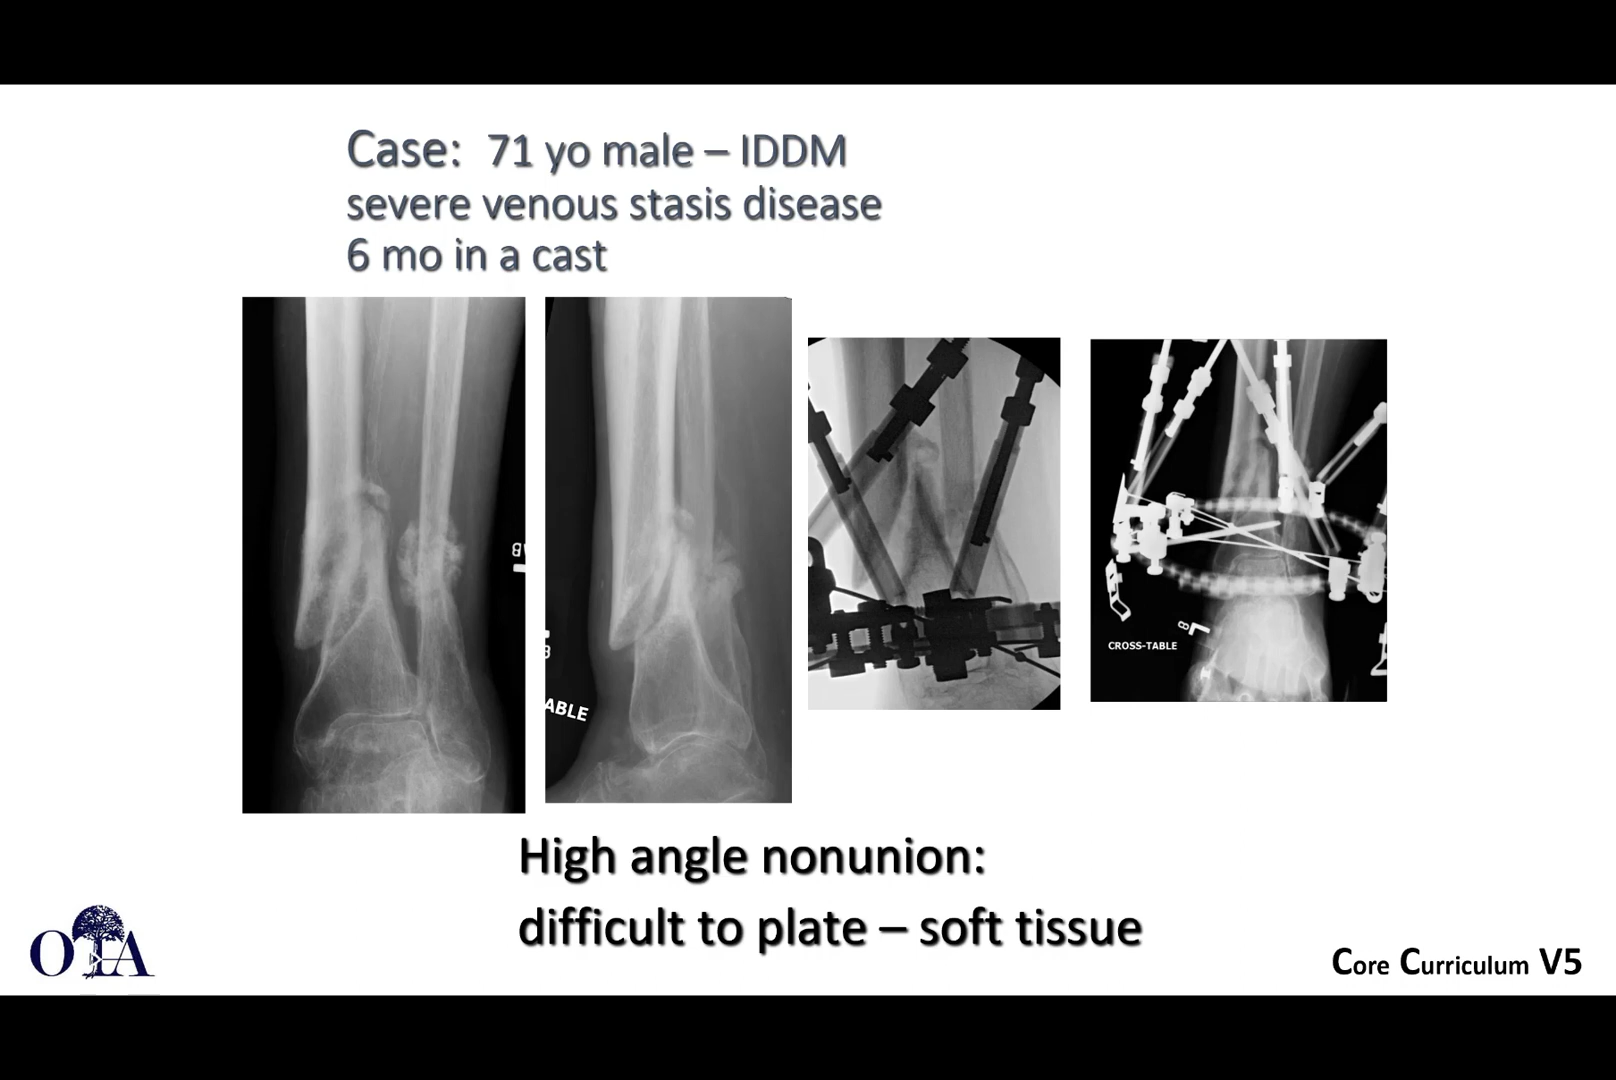 Case: 71 yo male – IDDM
severe venous stasis disease
6 mo in a cast
ABLE
CROSS-TABLE
L
High angle nonunion:
difficult to plate – soft tissue
OTA
Core Curriculum V5